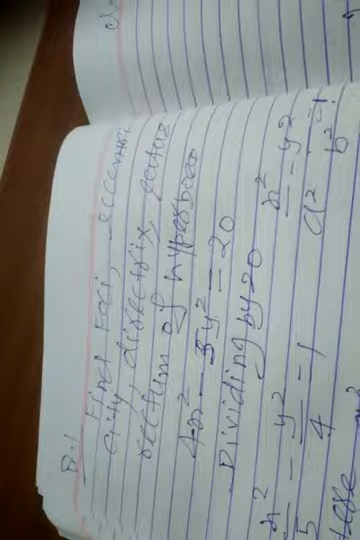 Q.1 Find Foci, eccentri
city, directrix, lectus
rectum of hyperbola
4x² - 5y² = 20
Dividing by 20
x²/5 - y²/4 = 1 x²/a² - y²/b² = 1